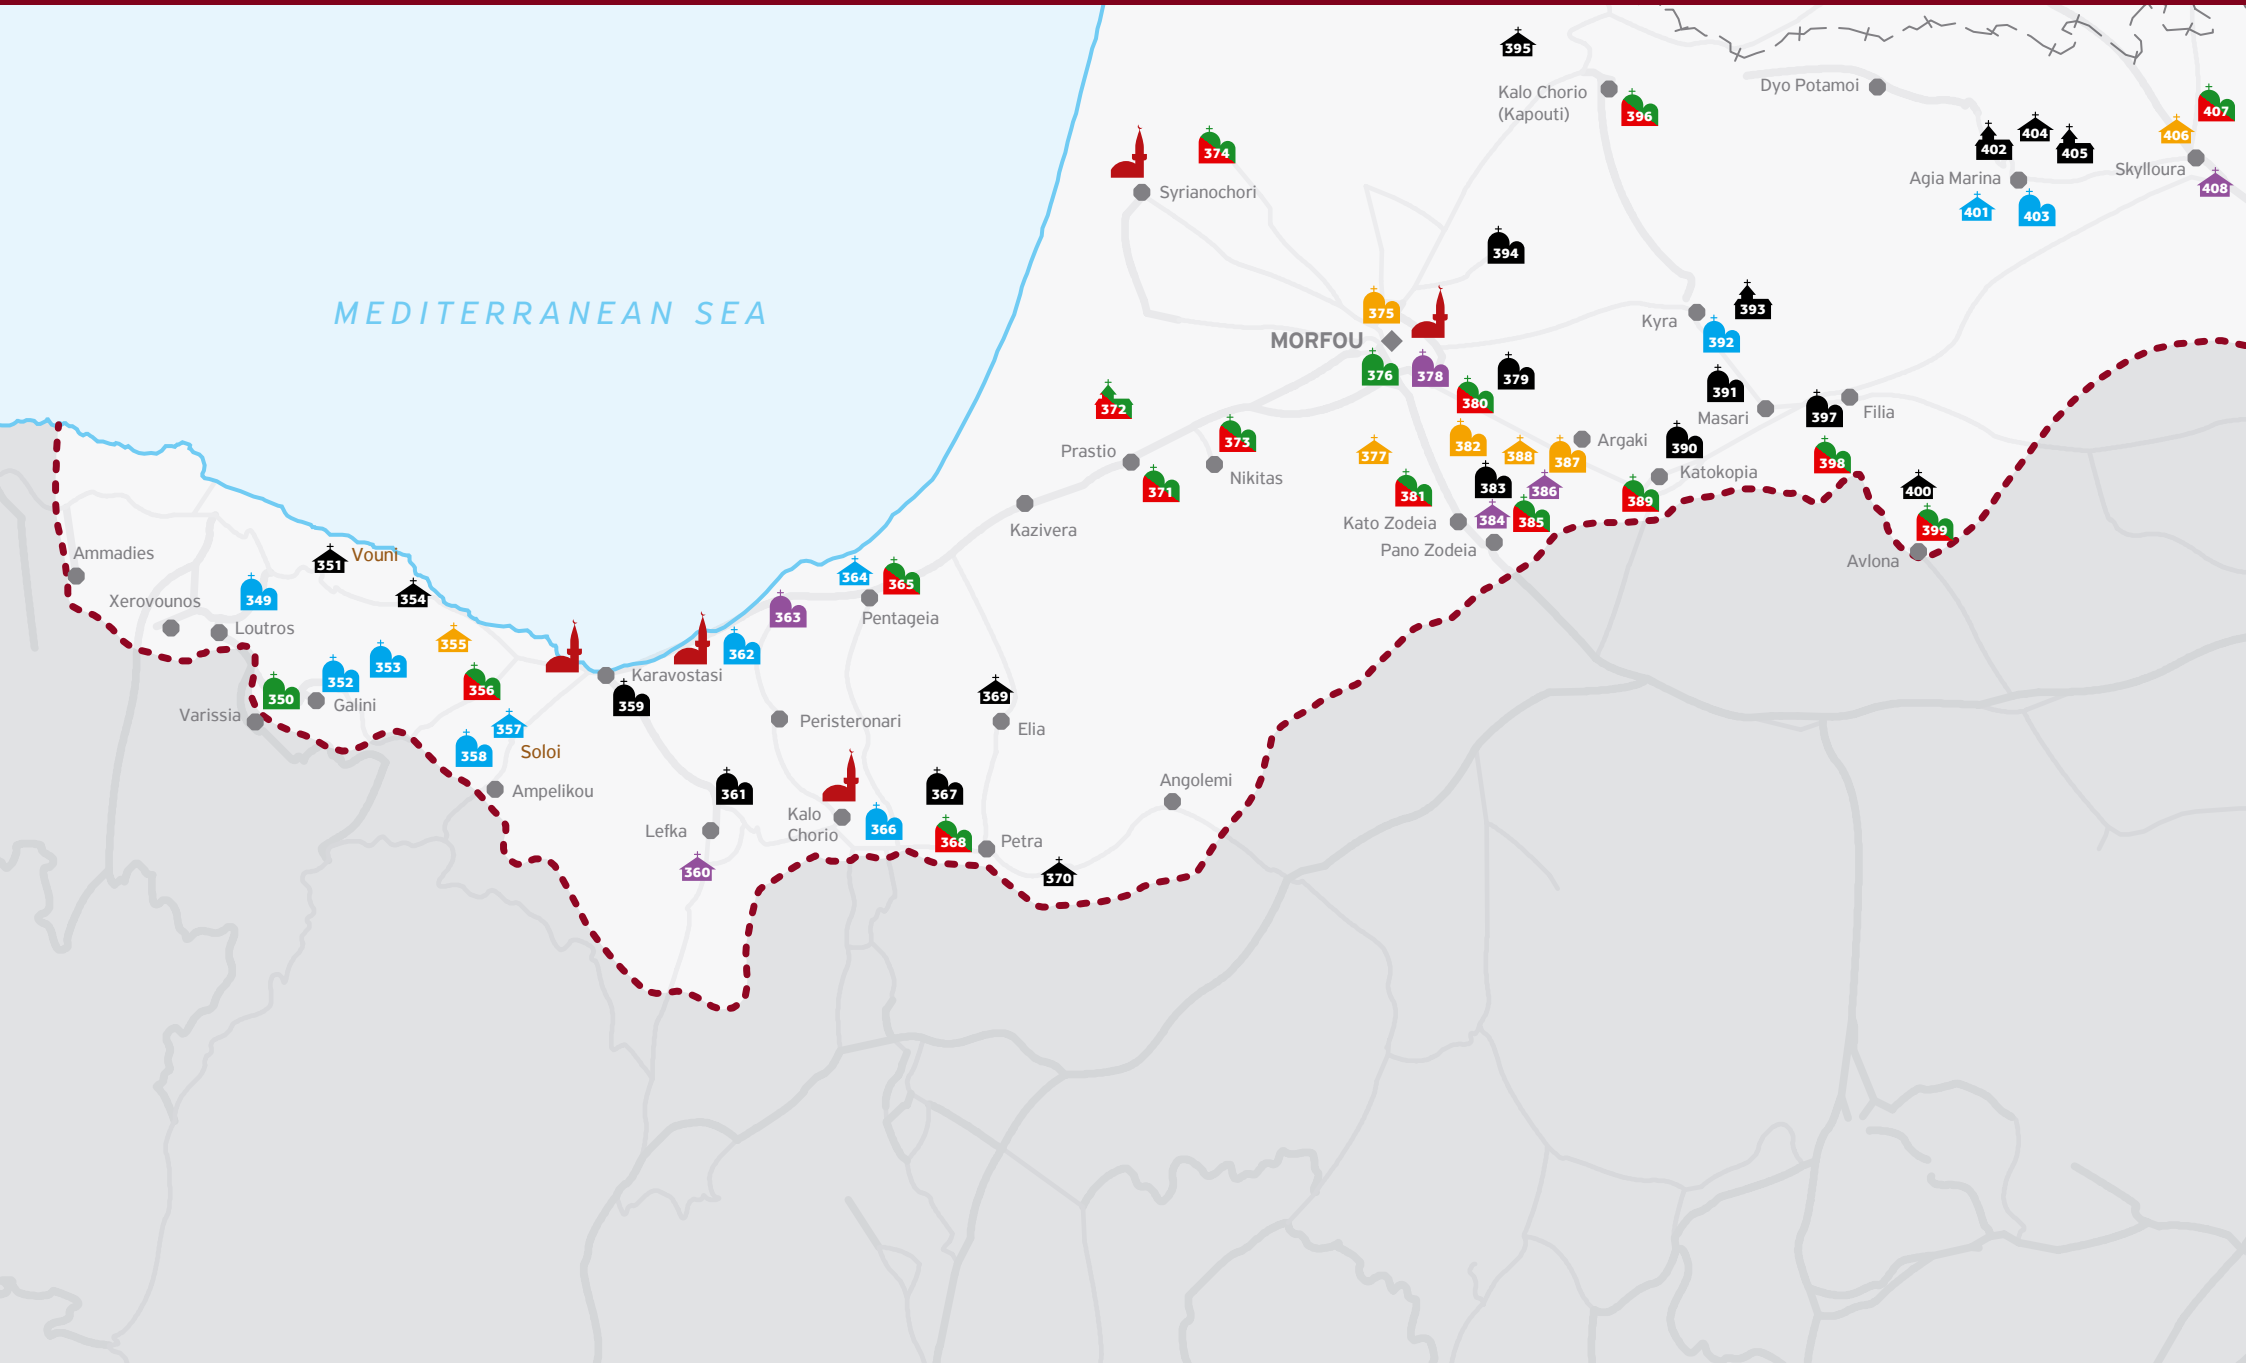 395
Kalo Chorio
(Kapouti)
396
Dyo Potamoi
402
404
405
407
406
Skylloura
408
Agia Marina
401
403
374
Syrianochori
394
MEDITERRANEAN SEA
375
MORFOU
376
378
379
380
Kyra
393
392
391
Masari
397
Filia
372
373
Prastio
371
Nikitas
377
382
388
387
Argaki
390
398
Katokopia
389
400
399
Avlona
381
383
386
Kato Zodeia
384
385
Pano Zodeia
Kazivera
Ammadies
351
Vouni
349
354
Xerovounos
Loutros
355
364
365
Pentageia
363
362
353
352
350
356
Galini
Varissia
Karavostasi
359
357
358
Soloi
Ampelikou
Peristeronari
369
Elia
361
Lefka
360
Kalo
Chorio
366
367
368
Petra
370
Angolemi